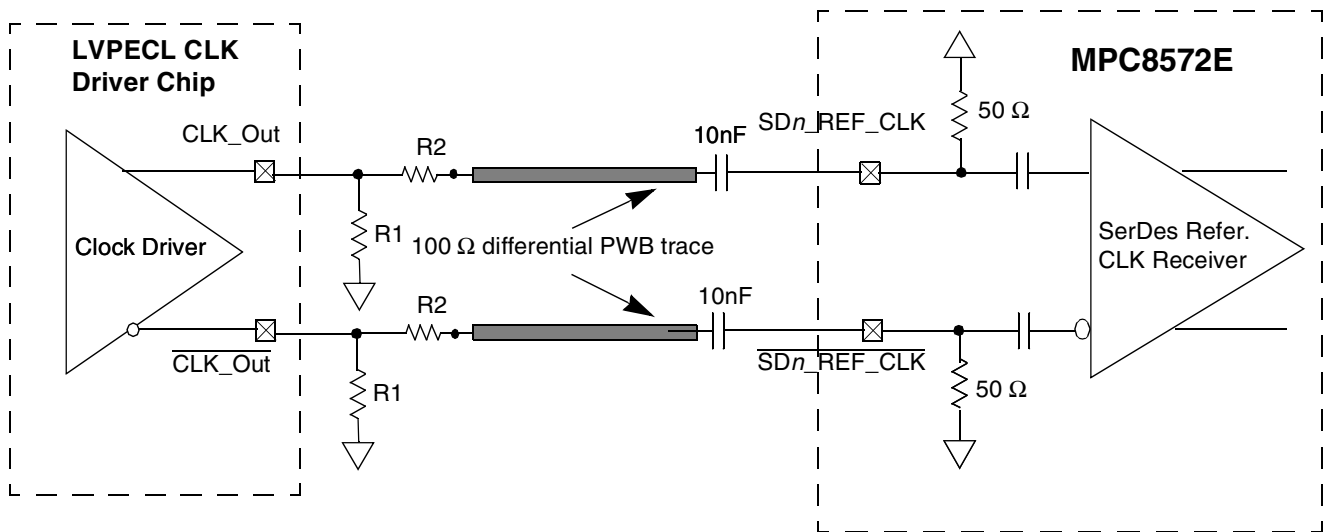 LVPECL CLK
Driver Chip
MPC8572E
CLK_Out
R2
10nF
SDn_REF_CLK
50 Ω
Clock Driver
R1
100 Ω differential PWB trace
SerDes Refer.
CLK Receiver
R2
10nF
CLK_Out
SDn_REF_CLK
R1
50 Ω